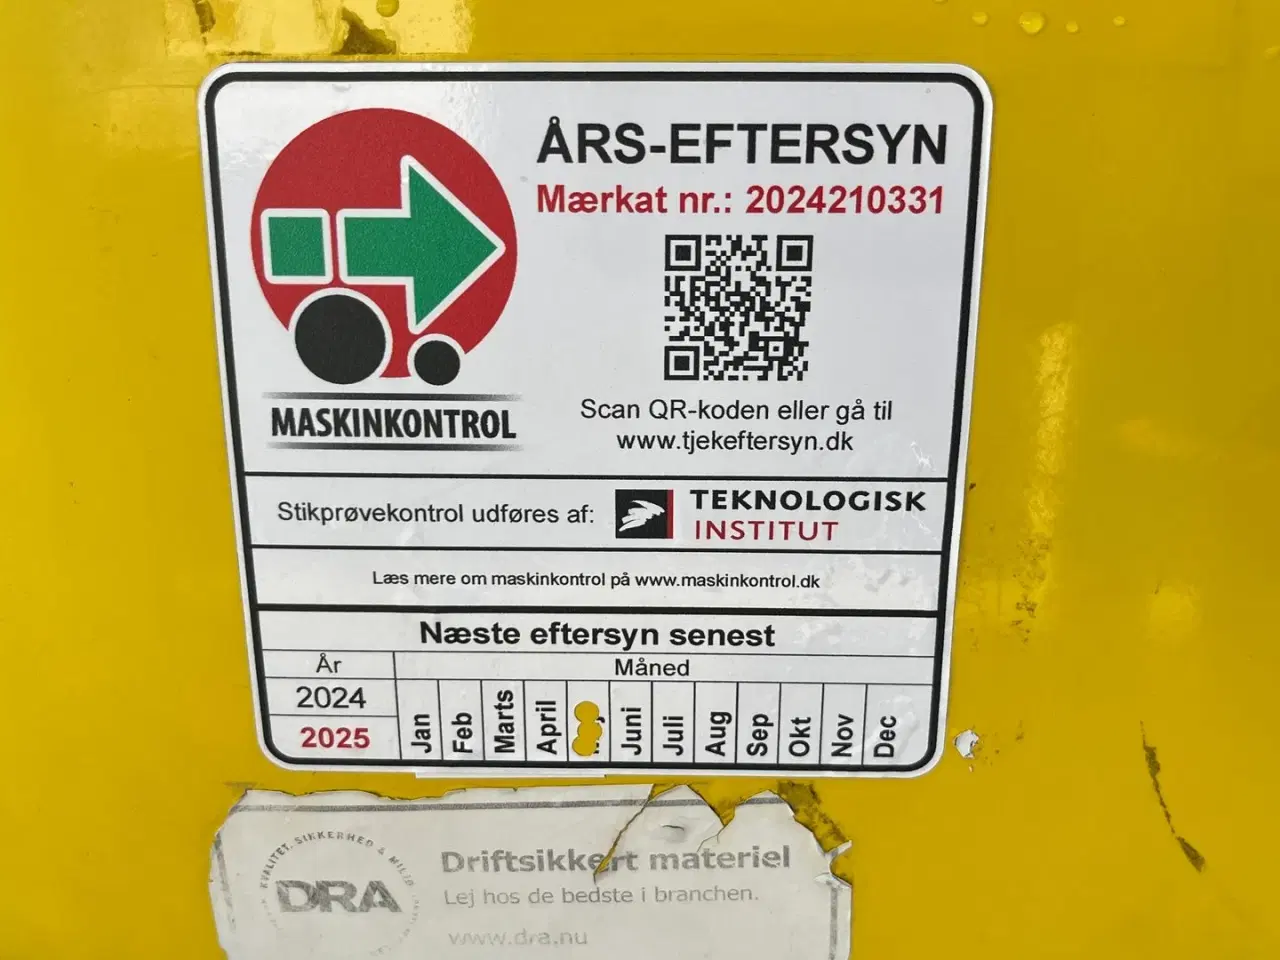 ÅRS-EFTERSYN
Mærkat nr.: 2024210331
MASKINKONTROL
Scan QR-koden eller gå til
www.tjekeftersyn.dk
Stikprøvekontrol udføres af: TEKNOLOGISK
INSTITUT
Læs mere om maskinkontrol på www.maskinkontrol.dk
Næste eftersyn senest
År Måned
2024
2025
Jan Feb Marts April Juni Juli Aug Sep Okt Nov Dec
KVALITET, SIKKERHED & MILJØ
DRA
Driftsikkert materiel
Lej hos de bedste i branchen.
www.dra.nu